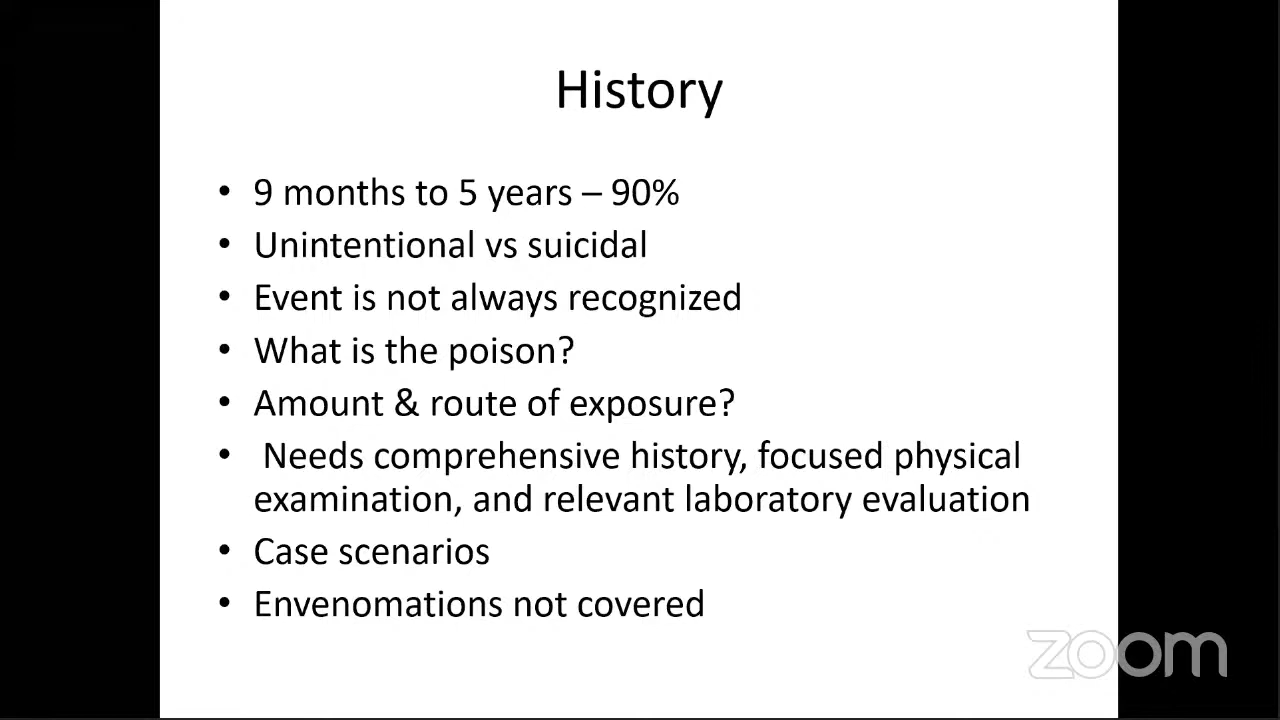 History
• 9 months to 5 years – 90%
• Unintentional vs suicidal
• Event is not always recognized
• What is the poison?
• Amount & route of exposure?
• Needs comprehensive history, focused physical
examination, and relevant laboratory evaluation
• Case scenarios
• Envenomations not covered
zoom